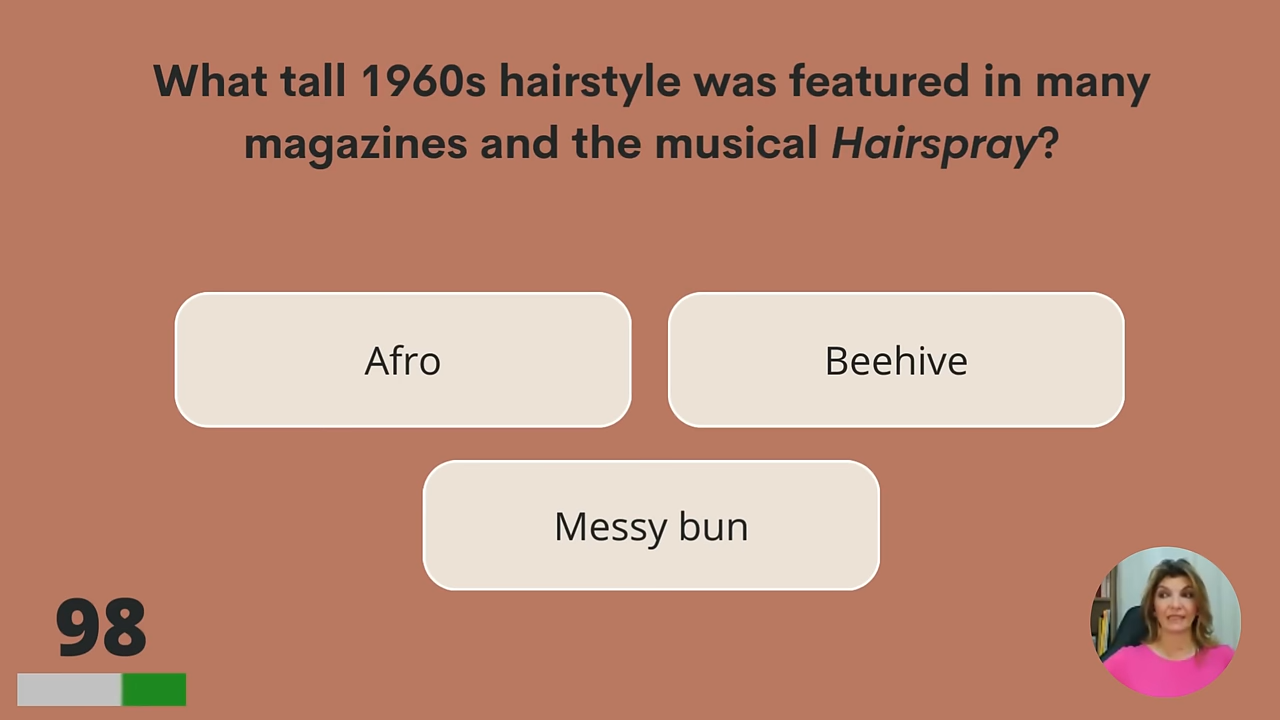 What tall 1960s hairstyle was featured in many
magazines and the musical Hairspray?
Afro
Beehive
Messy bun
98